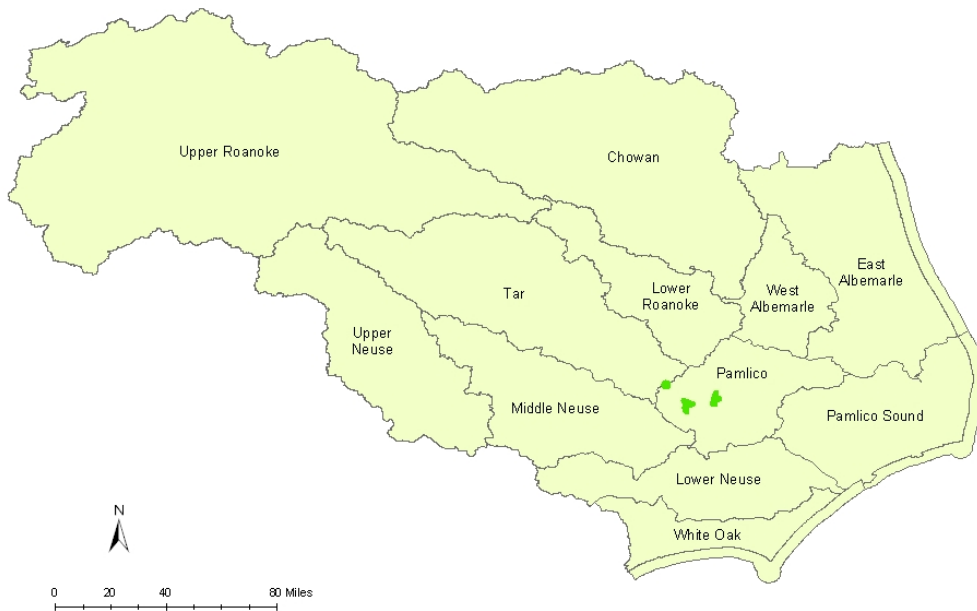 Upper Roanoke
Chowan
East
Albemarle
West
Albemarle
Lower
Roanoke
Tar
Upper
Neuse
Pamlico
Middle Neuse
Pamlico Sound
Lower Neuse
White Oak
N
0 20 40 80 Miles